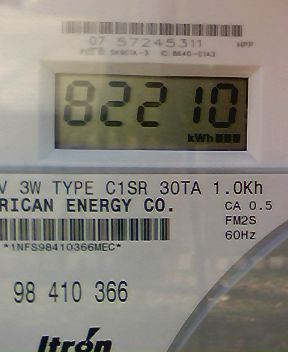 07 57245311
82210
kWh
V 3W TYPE C1SR 30TA 1.0Kh
RICAN ENERGY CO.
CA 0.5
FM2S
60Hz
*1NFS98410366MEC*
98 410 366
Itrón